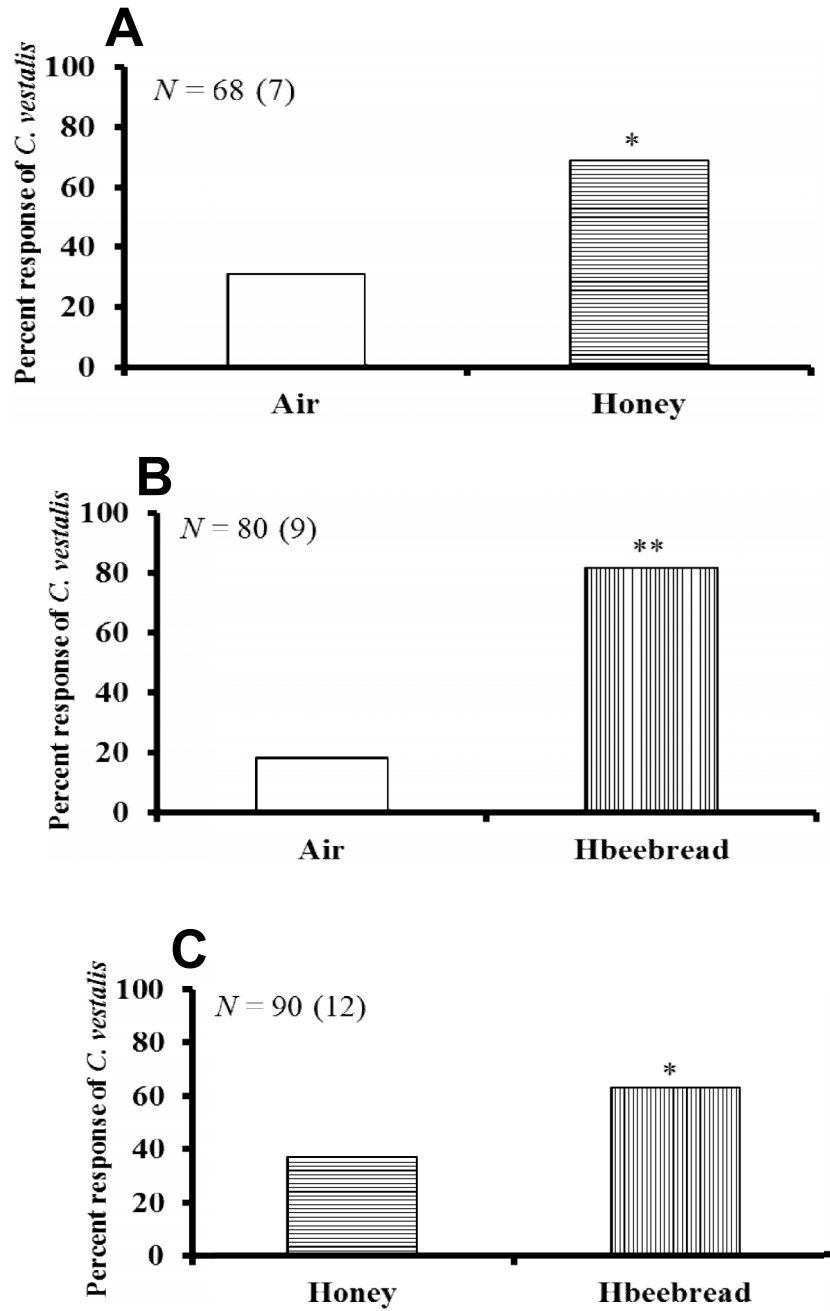 A
Percent response of C. vestalis
100
80
60
40
20
0
N = 68 (7)
*
Air
Honey
B
Percent response of C. vestalis
100
80
60
40
20
0
N = 80 (9)
**
Air
Hbeebread
C
Percent response of C. vestalis
100
80
60
40
20
0
N = 90 (12)
*
Honey
Hbeebread